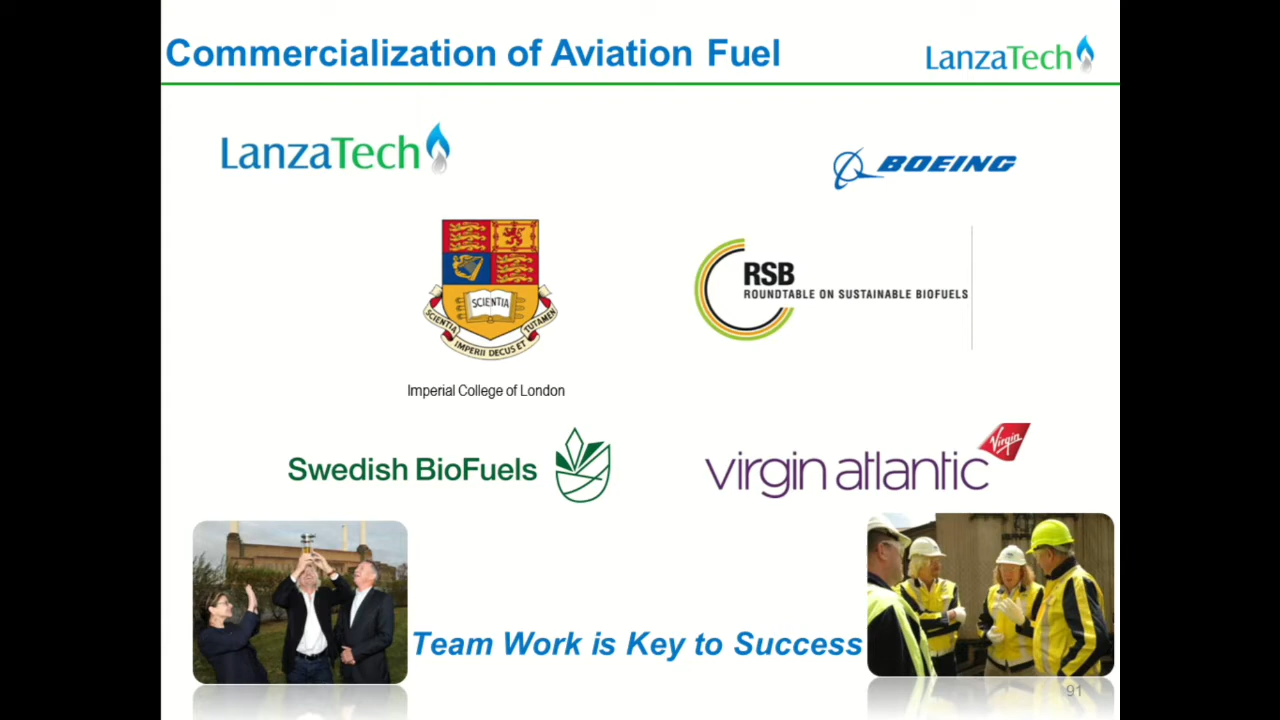 Commercialization of Aviation Fuel
LanzaTech
LanzaTech
BOEING
SCIENTIA
SCIENTIA
IMPERII DECUS ET
TUTAMEN
RSB
ROUNDTABLE ON SUSTAINABLE BIOFUELS
Imperial College of London
Swedish BioFuels
Virgin
virgin atlantic
Team Work is Key to Success
91